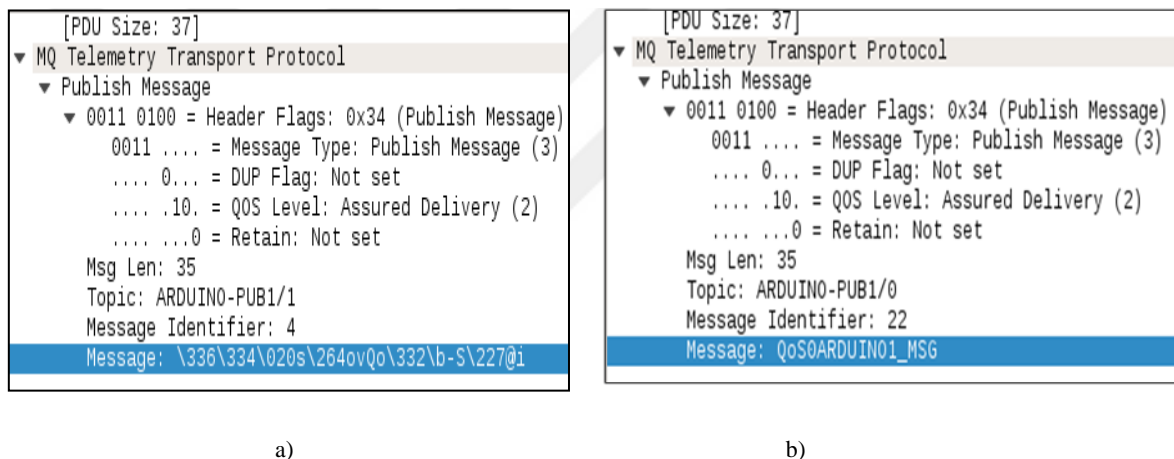 [PDU Size: 37]
▼ MQ Telemetry Transport Protocol
▼ Publish Message
▼ 0011 0100 = Header Flags: 0x34 (Publish Message)
0011 .... = Message Type: Publish Message (3)
.... 0... = DUP Flag: Not set
.... .10. = QOS Level: Assured Delivery (2)
.... ...0 = Retain: Not set
Msg Len: 35
Topic: ARDUINO-PUB1/1
Message Identifier: 4
Message: \336\334\020s\264ovQo\332\b-S\227@i
a)
[PDU Size: 37]
▼ MQ Telemetry Transport Protocol
▼ Publish Message
▼ 0011 0100 = Header Flags: 0x34 (Publish Message)
0011 .... = Message Type: Publish Message (3)
.... 0... = DUP Flag: Not set
.... .10. = QOS Level: Assured Delivery (2)
.... ...0 = Retain: Not set
Msg Len: 35
Topic: ARDUINO-PUB1/0
Message Identifier: 22
Message: QoS0ARDUINO1_MSG
b)